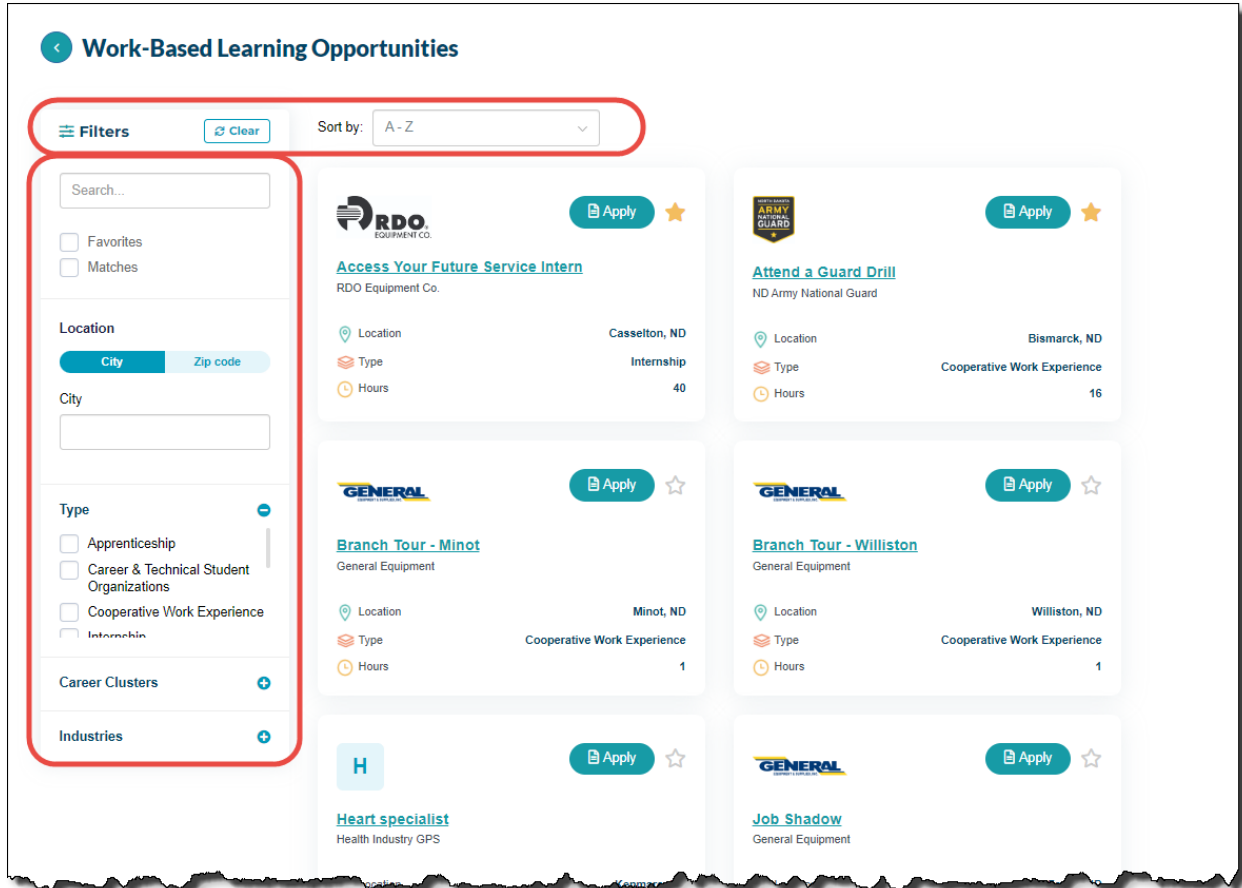 Work-Based Learning Opportunities
Filters
Clear
Sort by: A - Z
Search...
Favorites
Matches
Location
City
Zip code
City
Type
Apprenticeship
Career & Technical Student
Organizations
Cooperative Work Experience
Internship
Career Clusters
Industries
RDO.
EQUIPMENT CO.
Apply
Access Your Future Service Intern
RDO Equipment Co.
Location Casselton, ND
Type Internship
Hours 40
NORTH DAKOTA
ARMY
NATIONAL
GUARD
Apply
Attend a Guard Drill
ND Army National Guard
Location Bismarck, ND
Type Cooperative Work Experience
Hours 16
GENERAL
Apply
Branch Tour - Minot
General Equipment
Location Minot, ND
Type Cooperative Work Experience
Hours 1
GENERAL
Apply
Branch Tour - Williston
General Equipment
Location Williston, ND
Type Cooperative Work Experience
Hours 1
H
Apply
Heart specialist
Health Industry GPS
Location
GENERAL
Apply
Job Shadow
General Equipment